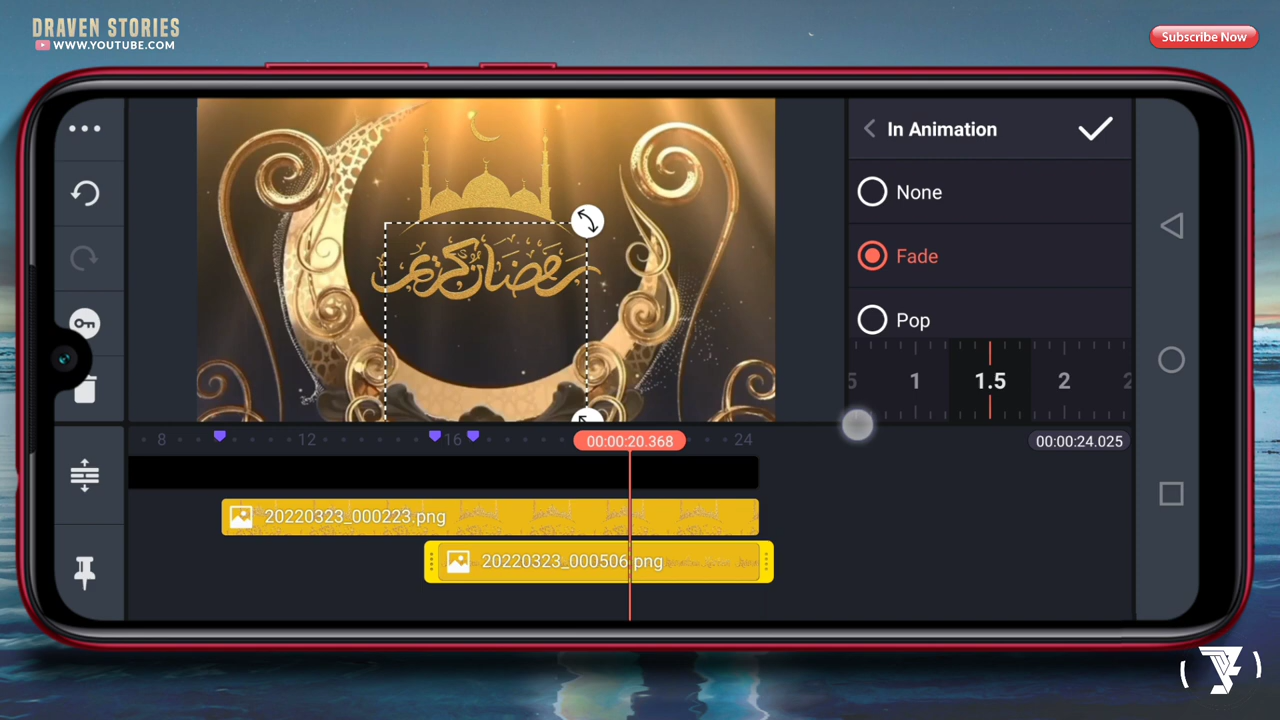 DRAVEN STORIES
WWW.YOUTUBE.COM
Subscribe Now
In Animation
None
Fade
Pop
1
1.5
2
رمضان كريم
8
12
16
00:00:20.368
24
00:00:24.025
20220323_000223.png
20220323_000506.png